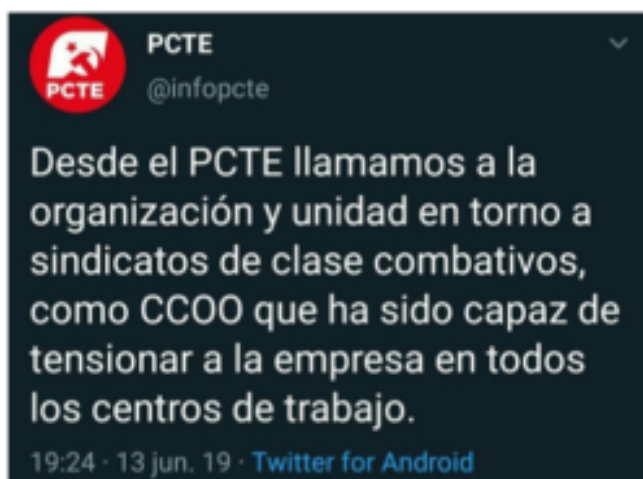 PCTE
@infopcte
PCTE
Desde el PCTE llamamos a la
organización y unidad en torno a
sindicatos de clase combativos,
como CCOO que ha sido capaz de
tensionar a la empresa en todos
los centros de trabajo.
19:24 · 13 jun. 19 · Twitter for Android